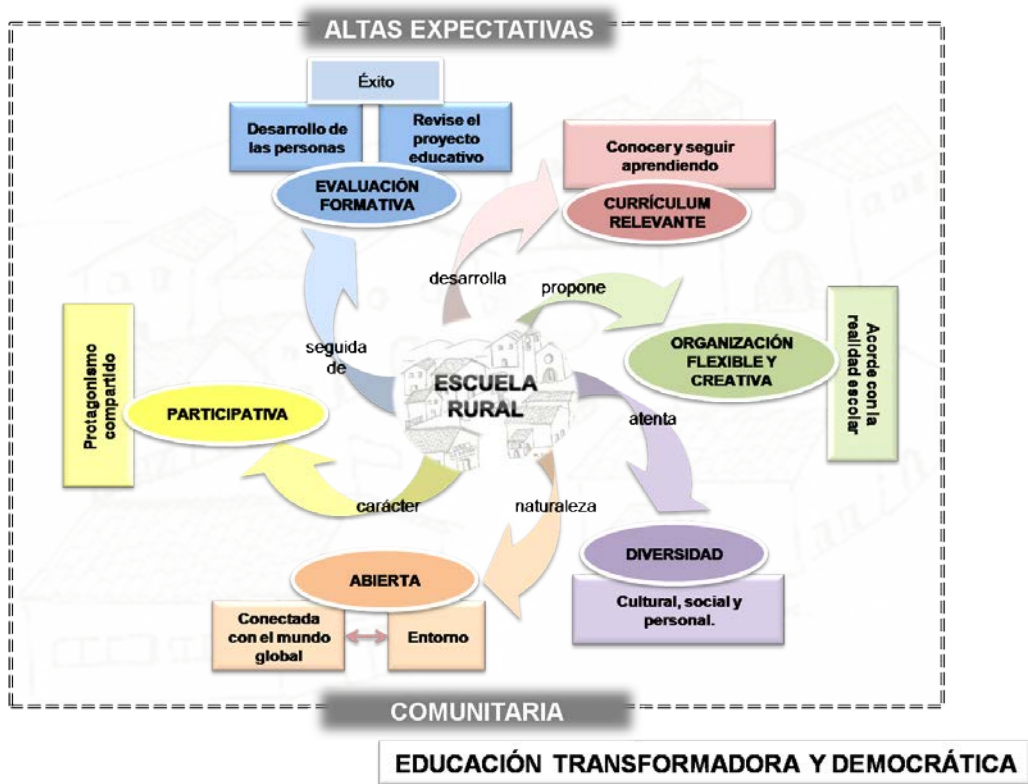 ALTAS EXPECTATIVAS
Éxito
Desarrollo de
las personas
Revise el
proyecto
educativo
EVALUACIÓN
FORMATIVA
Conocer y seguir
aprendiendo
CURRÍCULUM
RELEVANTE
desarrolla
propone
ORGANIZACIÓN
FLEXIBLE Y
CREATIVA
Acorde con la
realidad escolar
seguida
de
ESCUELA
RURAL
Protagonismo
compartido
PARTICIPATIVA
atenta
carácter
naturaleza
DIVERSIDAD
Cultural, social y
personal.
ABIERTA
Conectada
con el mundo
global
Entorno
COMUNITARIA
EDUCACIÓN TRANSFORMADORA Y DEMOCRÁTICA